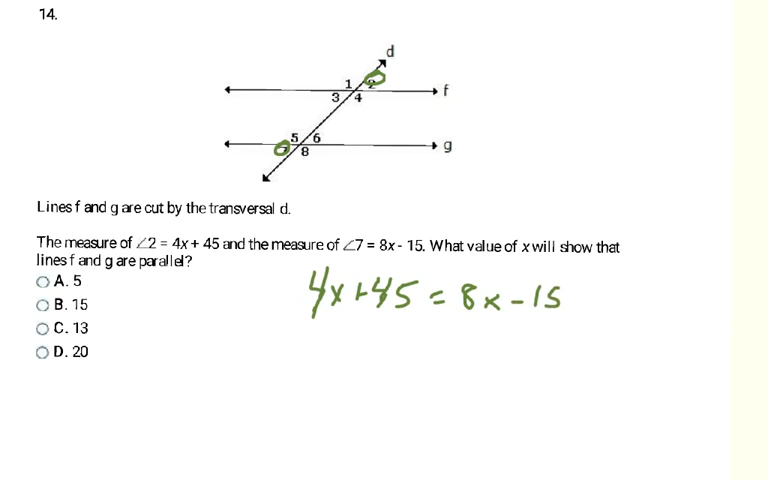 14.
d
1 2
f
3 4
5 6
g
7 8
Lines f and g are cut by the transversal d.
The measure of ∠2 = 4x + 45 and the measure of ∠7 = 8x - 15. What value of x will show that
lines f and g are parallel?
A. 5
B. 15
C. 13
D. 20
4x+45 = 8x-15